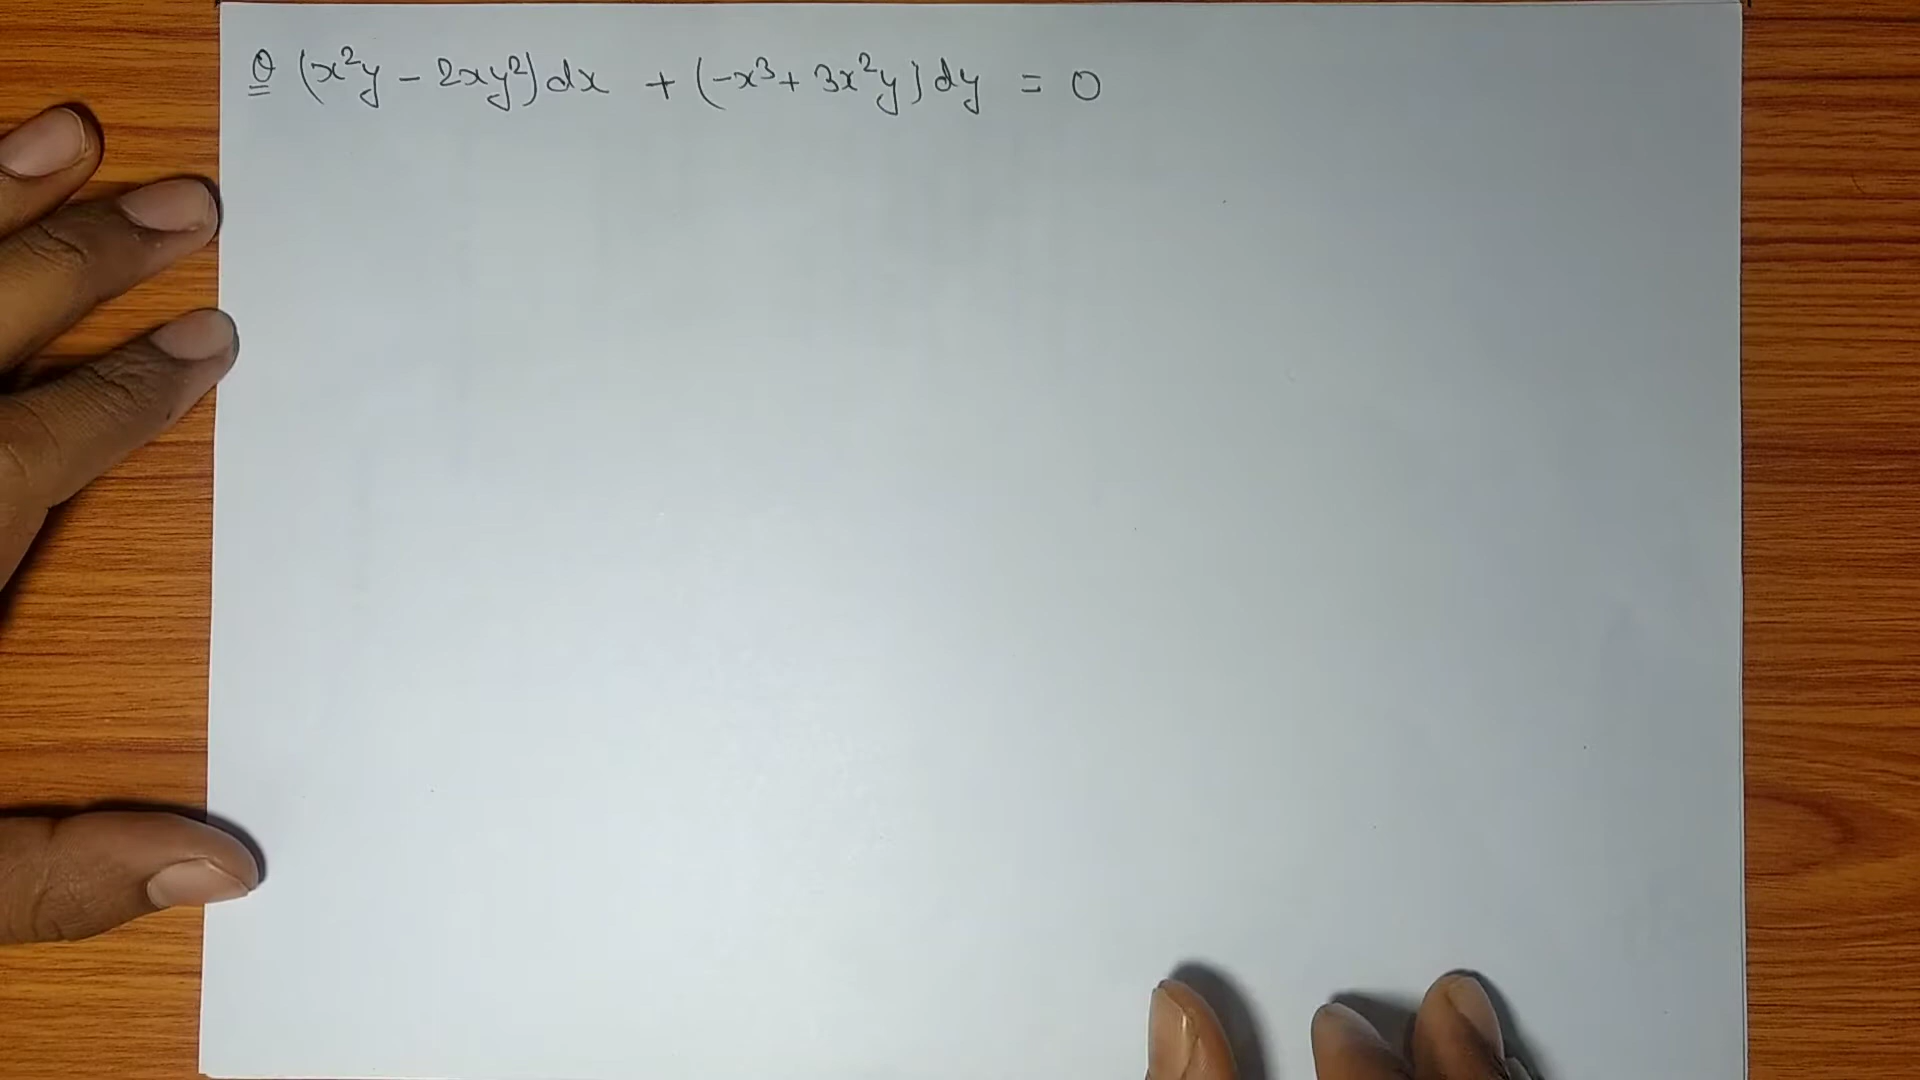 Q (x²y - 2xy²)dx + (-x³ + 3x²y)dy = 0